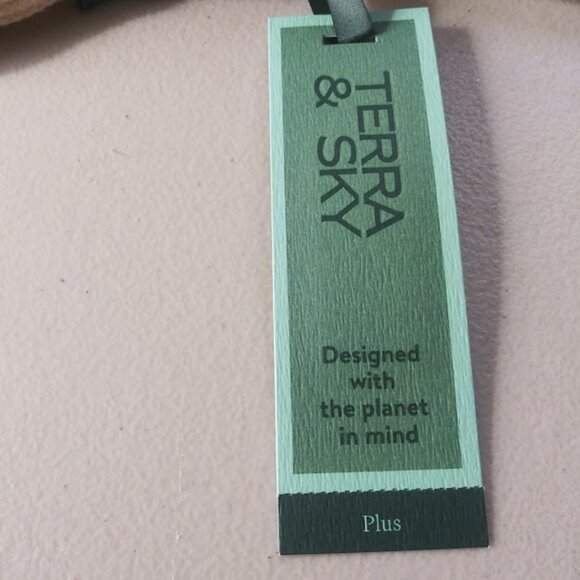 TERRA
& SKY
Designed
with
the planet
in mind
Plus